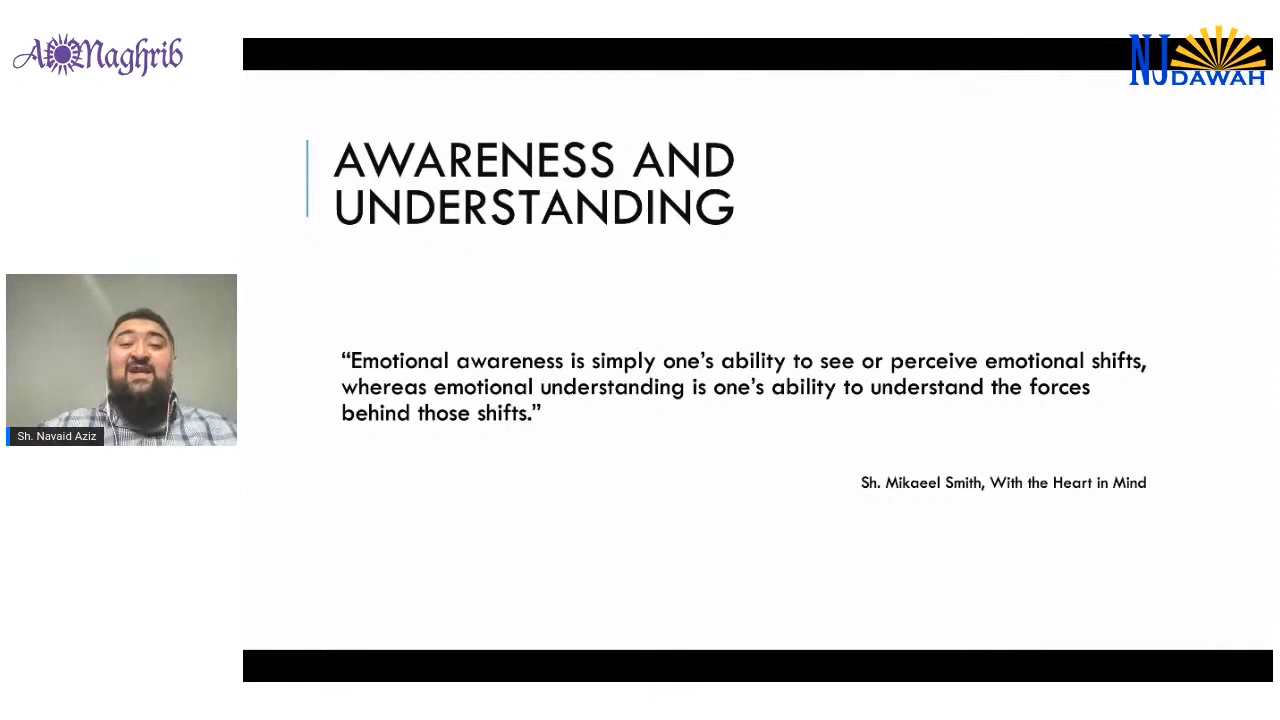 AlMaghrib
NJ
DAWAH
AWARENESS AND
UNDERSTANDING
“Emotional awareness is simply one’s ability to see or perceive emotional shifts,
whereas emotional understanding is one’s ability to understand the forces
behind those shifts.”
Sh. Mikaeel Smith, With the Heart in Mind
Sh. Navaid Aziz